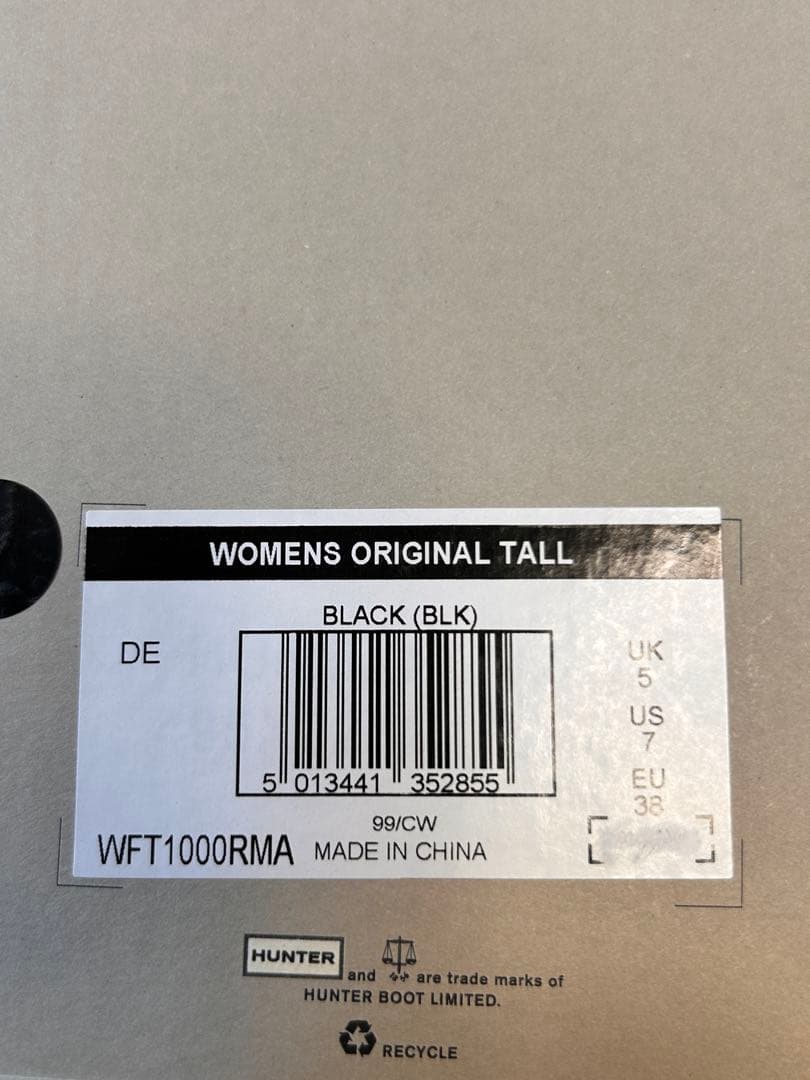 WOMENS ORIGINAL TALL
BLACK (BLK)
DE
5 013441 352855
UK
5
US
7
EU
38
99/CW
WFT1000RMA MADE IN CHINA
HUNTER and are trade marks of
HUNTER BOOT LIMITED.
RECYCLE